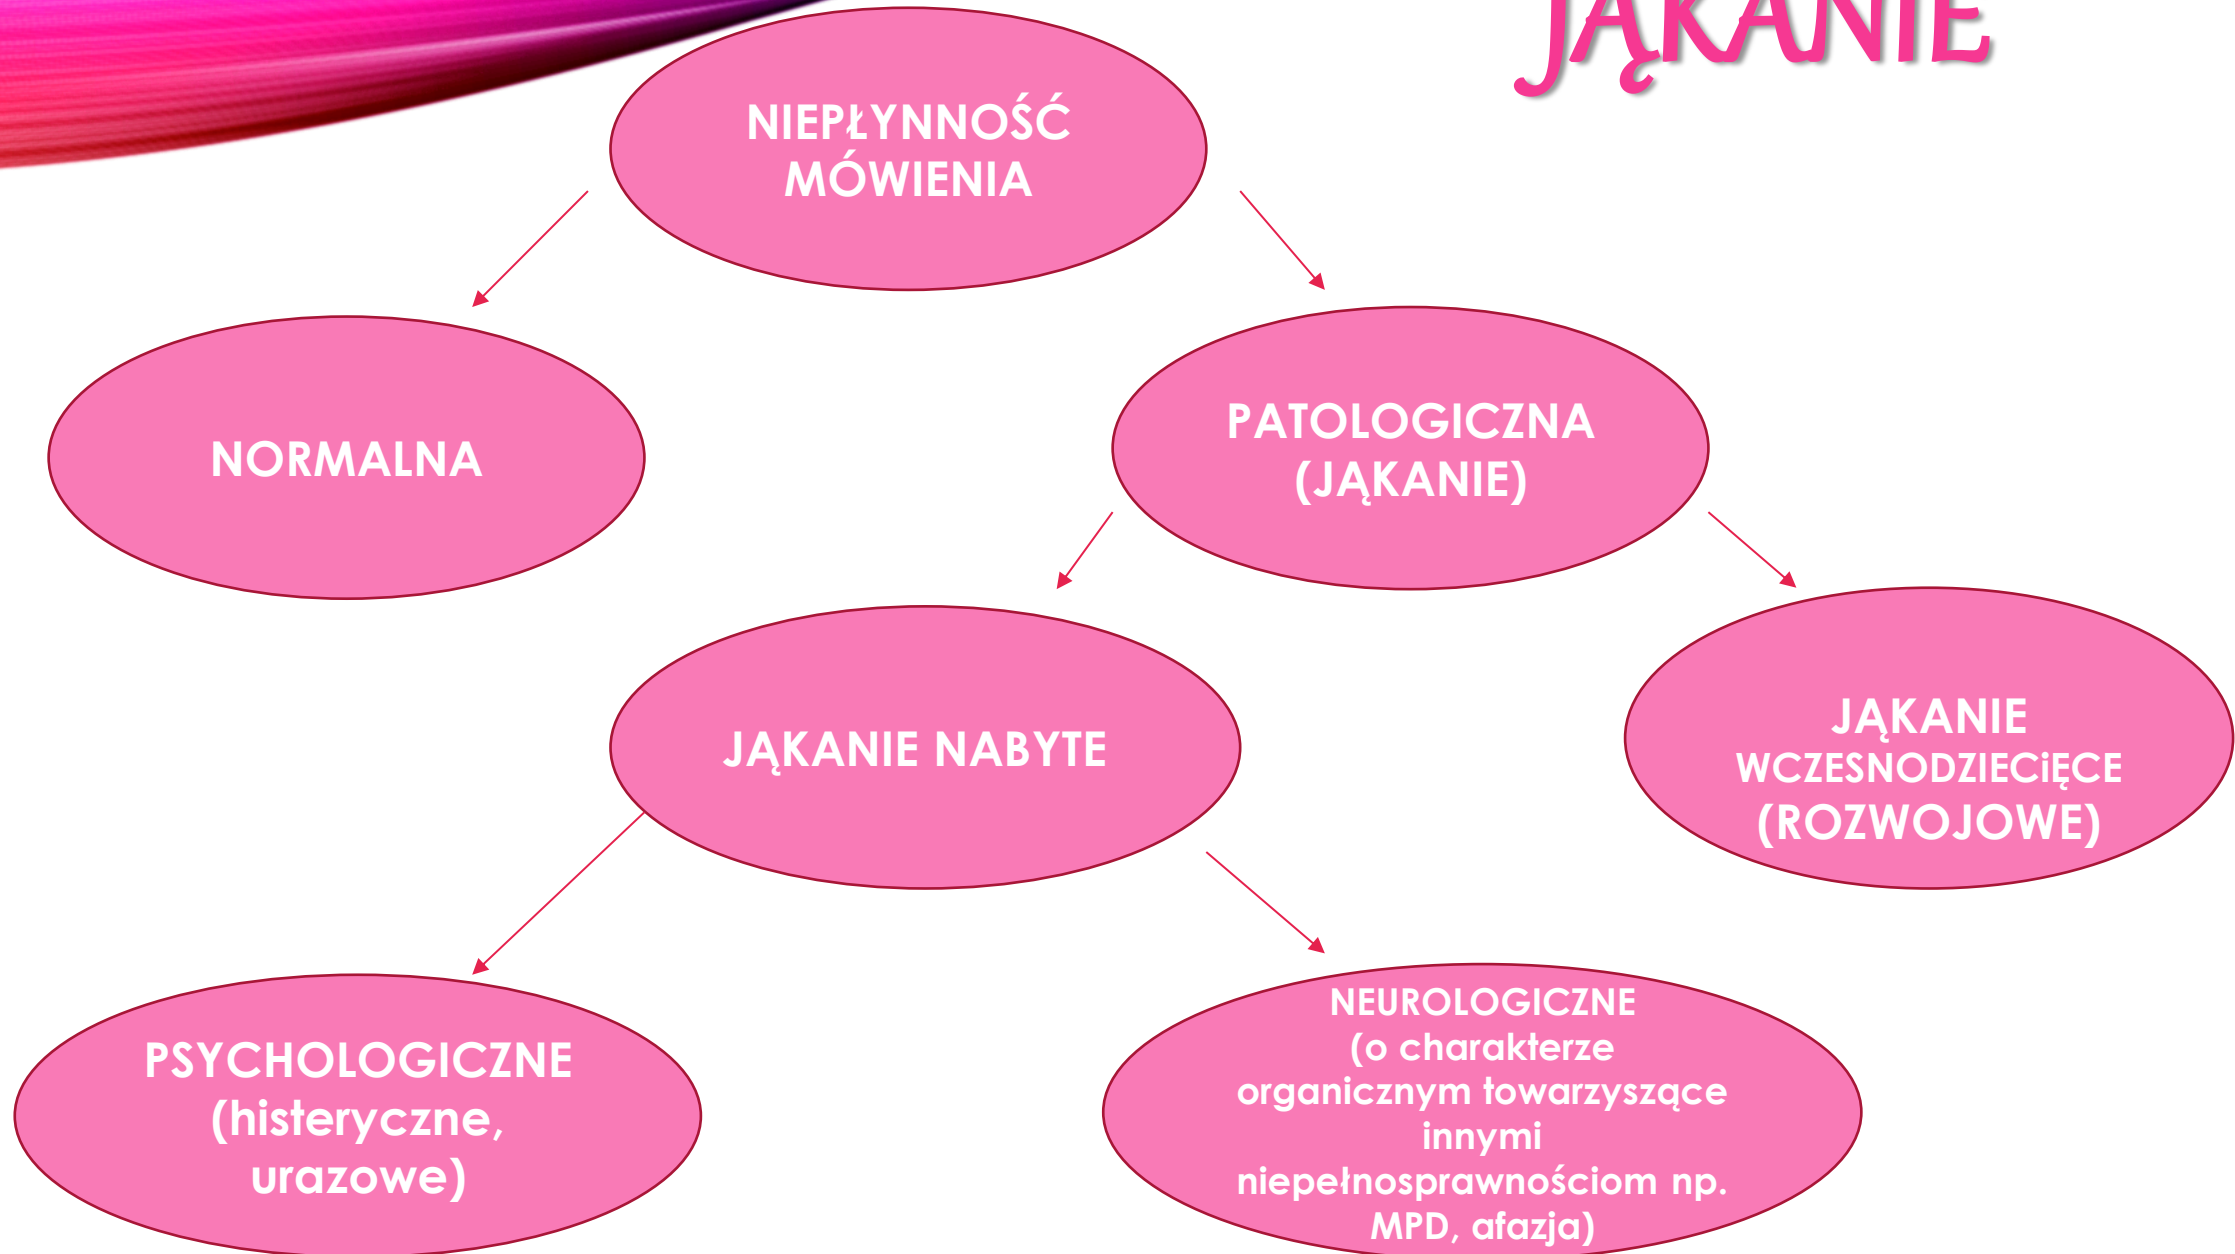 JĄKANIE
NIEPŁYNNOŚĆ
MÓWIENIA
NORMALNA
PATOLOGICZNA
(JĄKANIE)
JĄKANIE NABYTE
JĄKANIE
WCZESNODZIECiĘCE
(ROZWOJOWE)
PSYCHOLOGICZNE
(histeryczne,
urazowe)
NEUROLOGICZNE
(o charakterze
organicznym towarzyszące
innymi
niepełnosprawnościom np.
MPD, afazja)